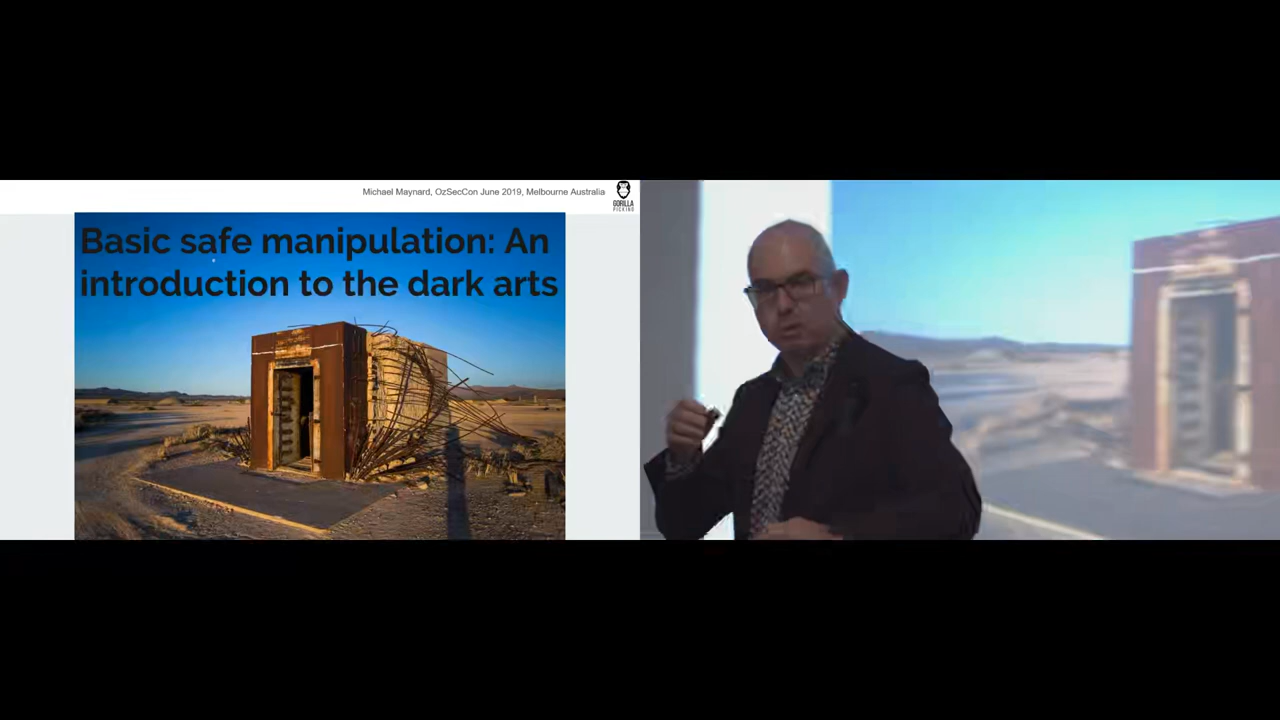 Michael Maynard, OzSecCon June 2019, Melbourne Australia
GORILLA
PICKING
Basic safe manipulation: An
introduction to the dark arts